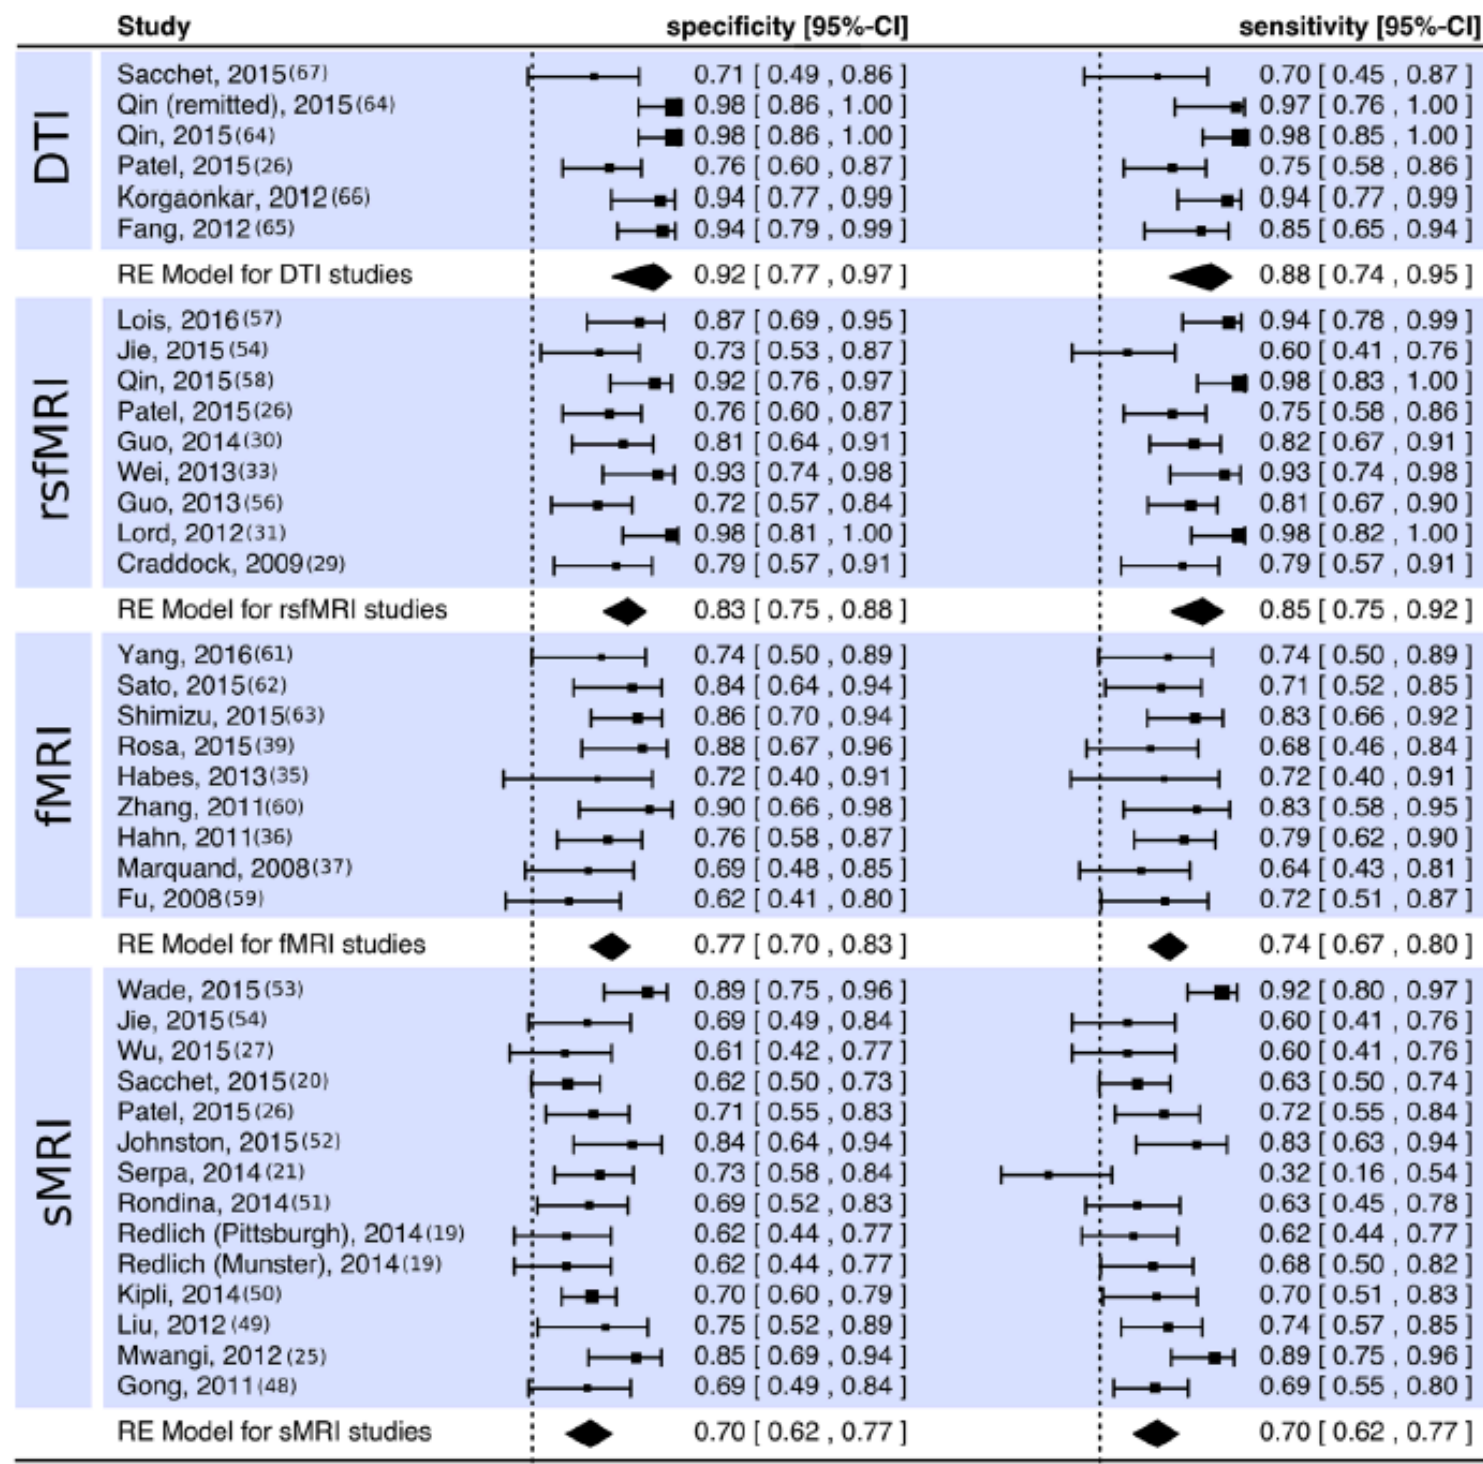 Study specificity [95%-CI] sensitivity [95%-CI]
DTI
Sacchet, 2015(67) 0.71 [ 0.49 , 0.86 ] 0.70 [ 0.45 , 0.87 ]
Qin (remitted), 2015(64) 0.98 [ 0.86 , 1.00 ] 0.97 [ 0.76 , 1.00 ]
Qin, 2015(64) 0.98 [ 0.86 , 1.00 ] 0.98 [ 0.85 , 1.00 ]
Patel, 2015(26) 0.76 [ 0.60 , 0.87 ] 0.75 [ 0.58 , 0.86 ]
Korgaonkar, 2012(66) 0.94 [ 0.77 , 0.99 ] 0.94 [ 0.77 , 0.99 ]
Fang, 2012(65) 0.94 [ 0.79 , 0.99 ] 0.85 [ 0.65 , 0.94 ]
RE Model for DTI studies 0.92 [ 0.77 , 0.97 ] 0.88 [ 0.74 , 0.95 ]
rsfMRI
Lois, 2016(57) 0.87 [ 0.69 , 0.95 ] 0.94 [ 0.78 , 0.99 ]
Jie, 2015(54) 0.73 [ 0.53 , 0.87 ] 0.60 [ 0.41 , 0.76 ]
Qin, 2015(58) 0.92 [ 0.76 , 0.97 ] 0.98 [ 0.83 , 1.00 ]
Patel, 2015(26) 0.76 [ 0.60 , 0.87 ] 0.75 [ 0.58 , 0.86 ]
Guo, 2014(30) 0.81 [ 0.64 , 0.91 ] 0.82 [ 0.67 , 0.91 ]
Wei, 2013(33) 0.93 [ 0.74 , 0.98 ] 0.93 [ 0.74 , 0.98 ]
Guo, 2013(56) 0.72 [ 0.57 , 0.84 ] 0.81 [ 0.67 , 0.90 ]
Lord, 2012(31) 0.98 [ 0.81 , 1.00 ] 0.98 [ 0.82 , 1.00 ]
Craddock, 2009(29) 0.79 [ 0.57 , 0.91 ] 0.79 [ 0.57 , 0.91 ]
RE Model for rsfMRI studies 0.83 [ 0.75 , 0.88 ] 0.85 [ 0.75 , 0.92 ]
fMRI
Yang, 2016(61) 0.74 [ 0.50 , 0.89 ] 0.74 [ 0.50 , 0.89 ]
Sato, 2015(62) 0.84 [ 0.64 , 0.94 ] 0.71 [ 0.52 , 0.85 ]
Shimizu, 2015(63) 0.86 [ 0.70 , 0.94 ] 0.83 [ 0.66 , 0.92 ]
Rosa, 2015(39) 0.88 [ 0.67 , 0.96 ] 0.68 [ 0.46 , 0.84 ]
Habes, 2013(35) 0.72 [ 0.40 , 0.91 ] 0.72 [ 0.40 , 0.91 ]
Zhang, 2011(60) 0.90 [ 0.66 , 0.98 ] 0.83 [ 0.58 , 0.95 ]
Hahn, 2011(36) 0.76 [ 0.58 , 0.87 ] 0.79 [ 0.62 , 0.90 ]
Marquand, 2008(37) 0.69 [ 0.48 , 0.85 ] 0.64 [ 0.43 , 0.81 ]
Fu, 2008(59) 0.62 [ 0.41 , 0.80 ] 0.72 [ 0.51 , 0.87 ]
RE Model for fMRI studies 0.77 [ 0.70 , 0.83 ] 0.74 [ 0.67 , 0.80 ]
sMRI
Wade, 2015(53) 0.89 [ 0.75 , 0.96 ] 0.92 [ 0.80 , 0.97 ]
Jie, 2015(54) 0.69 [ 0.49 , 0.84 ] 0.60 [ 0.41 , 0.76 ]
Wu, 2015(27) 0.61 [ 0.42 , 0.77 ] 0.60 [ 0.41 , 0.76 ]
Sacchet, 2015(20) 0.62 [ 0.50 , 0.73 ] 0.63 [ 0.50 , 0.74 ]
Patel, 2015(26) 0.71 [ 0.55 , 0.83 ] 0.72 [ 0.55 , 0.84 ]
Johnston, 2015(52) 0.84 [ 0.64 , 0.94 ] 0.83 [ 0.63 , 0.94 ]
Serpa, 2014(21) 0.73 [ 0.58 , 0.84 ] 0.32 [ 0.16 , 0.54 ]
Rondina, 2014(51) 0.69 [ 0.52 , 0.83 ] 0.63 [ 0.45 , 0.78 ]
Redlich (Pittsburgh), 2014(19) 0.62 [ 0.44 , 0.77 ] 0.62 [ 0.44 , 0.77 ]
Redlich (Munster), 2014(19) 0.62 [ 0.44 , 0.77 ] 0.68 [ 0.50 , 0.82 ]
Kipli, 2014(50) 0.70 [ 0.60 , 0.79 ] 0.70 [ 0.51 , 0.83 ]
Liu, 2012(49) 0.75 [ 0.52 , 0.89 ] 0.74 [ 0.57 , 0.85 ]
Mwangi, 2012(25) 0.85 [ 0.69 , 0.94 ] 0.89 [ 0.75 , 0.96 ]
Gong, 2011(48) 0.69 [ 0.49 , 0.84 ] 0.69 [ 0.55 , 0.80 ]
RE Model for sMRI studies 0.70 [ 0.62 , 0.77 ] 0.70 [ 0.62 , 0.77 ]